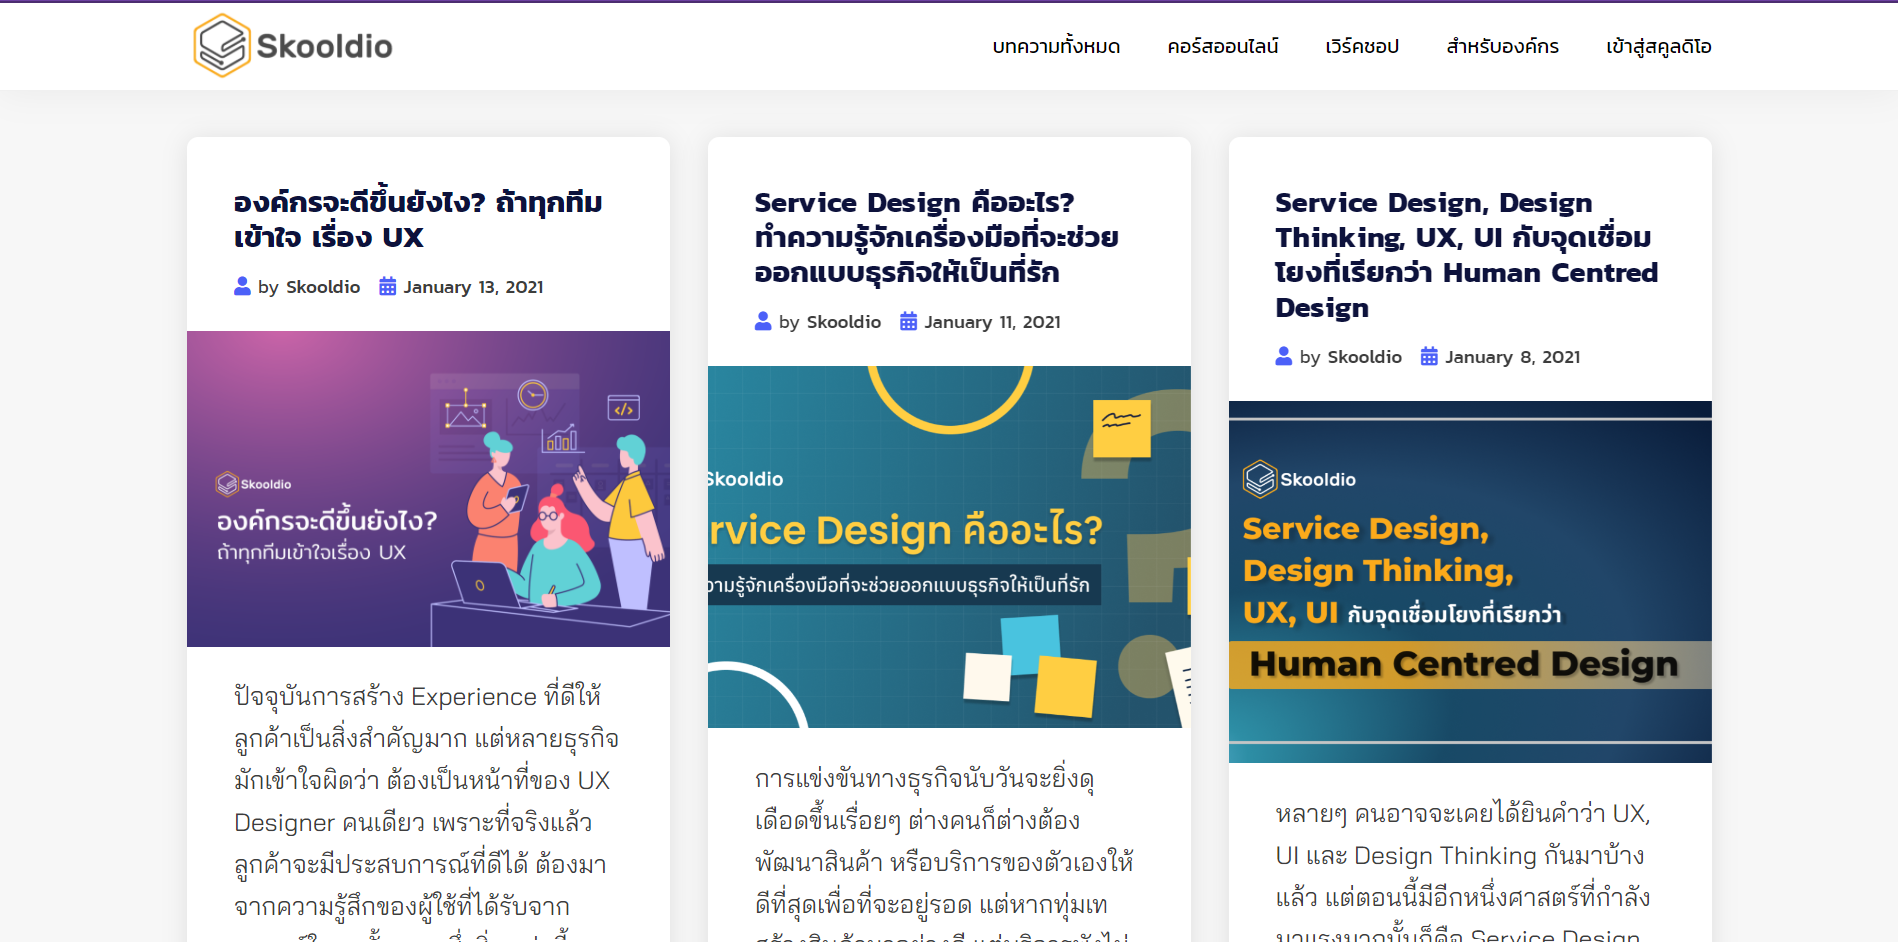 Skooldio
บทความทั้งหมด
คอร์สออนไลน์
เวิร์คชอป
สำหรับองค์กร
เข้าสู่สคูลดิโอ
องค์กรจะดีขึ้นยังไง? ถ้าทุกทีม
เข้าใจ เรื่อง UX
by Skooldio January 13, 2021
Skooldio
องค์กรจะดีขึ้นยังไง?
ถ้าทุกทีมเข้าใจเรื่อง UX
ปัจจุบันการสร้าง Experience ที่ดีให้
ลูกค้าเป็นสิ่งสำคัญมาก แต่หลายธุรกิจ
มักเข้าใจผิดว่า ต้องเป็นหน้าที่ของ UX
Designer คนเดียว เพราะที่จริงแล้ว
ลูกค้าจะมีประสบการณ์ที่ดีได้ ต้องมา
จากความรู้สึกของผู้ใช้ที่ได้รับจาก
Service Design คืออะไร?
ทำความรู้จักเครื่องมือที่จะช่วย
ออกแบบธุรกิจให้เป็นที่รัก
by Skooldio January 11, 2021
Skooldio
rvice Design คืออะไร?
วามรู้จักเครื่องมือที่จะช่วยออกแบบธุรกิจให้เป็นที่รัก
การแข่งขันทางธุรกิจนับวันจะยิ่งดุ
เดือดขึ้นเรื่อยๆ ต่างคนก็ต่างต้อง
พัฒนาสินค้า หรือบริการของตัวเองให้
ดีที่สุดเพื่อที่จะอยู่รอด แต่หากทุ่มเท
Service Design, Design
Thinking, UX, UI กับจุดเชื่อม
โยงที่เรียกว่า Human Centred
Design
by Skooldio January 8, 2021
Skooldio
Service Design,
Design Thinking,
UX, UI กับจุดเชื่อมโยงที่เรียกว่า
Human Centred Design
หลายๆ คนอาจจะเคยได้ยินคำว่า UX,
UI และ Design Thinking กันมาบ้าง
แล้ว แต่ตอนนี้มีอีกหนึ่งศาสตร์ที่กำลัง
มาแรงมากนั้นก็คือ Service Design